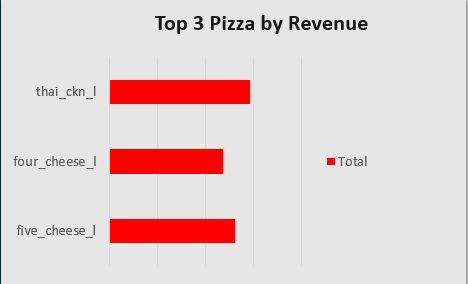 Top 3 Pizza by Revenue
thai_ckn_l
four_cheese_l
Total
five_cheese_l